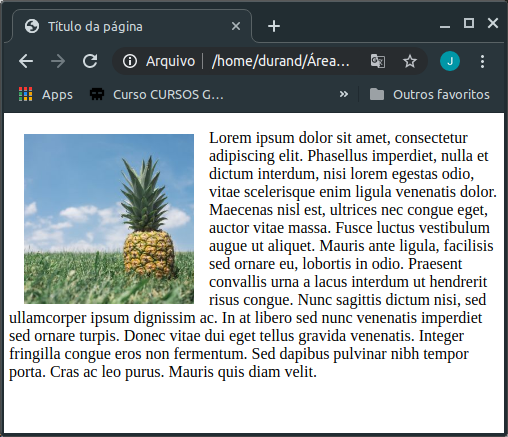 Título da página
Arquivo | /home/durand/Área...
J
Apps
Curso CURSOS G...
»
Outros favoritos
Lorem ipsum dolor sit amet, consectetur
adipiscing elit. Phasellus imperdiet, nulla et
dictum interdum, nisi lorem egestas odio,
vitae scelerisque enim ligula venenatis dolor.
Maecenas nisl est, ultrices nec congue eget,
auctor vitae massa. Fusce luctus vestibulum
augue ut aliquet. Mauris ante ligula, facilisis
sed ornare eu, lobortis in odio. Praesent
convallis urna a lacus interdum ut hendrerit
risus congue. Nunc sagittis dictum nisi, sed
ullamcorper ipsum dignissim ac. In at libero sed nunc venenatis imperdiet
sed ornare turpis. Donec vitae dui eget tellus gravida venenatis. Integer
fringilla congue eros non fermentum. Sed dapibus pulvinar nibh tempor
porta. Cras ac leo purus. Mauris quis diam velit.